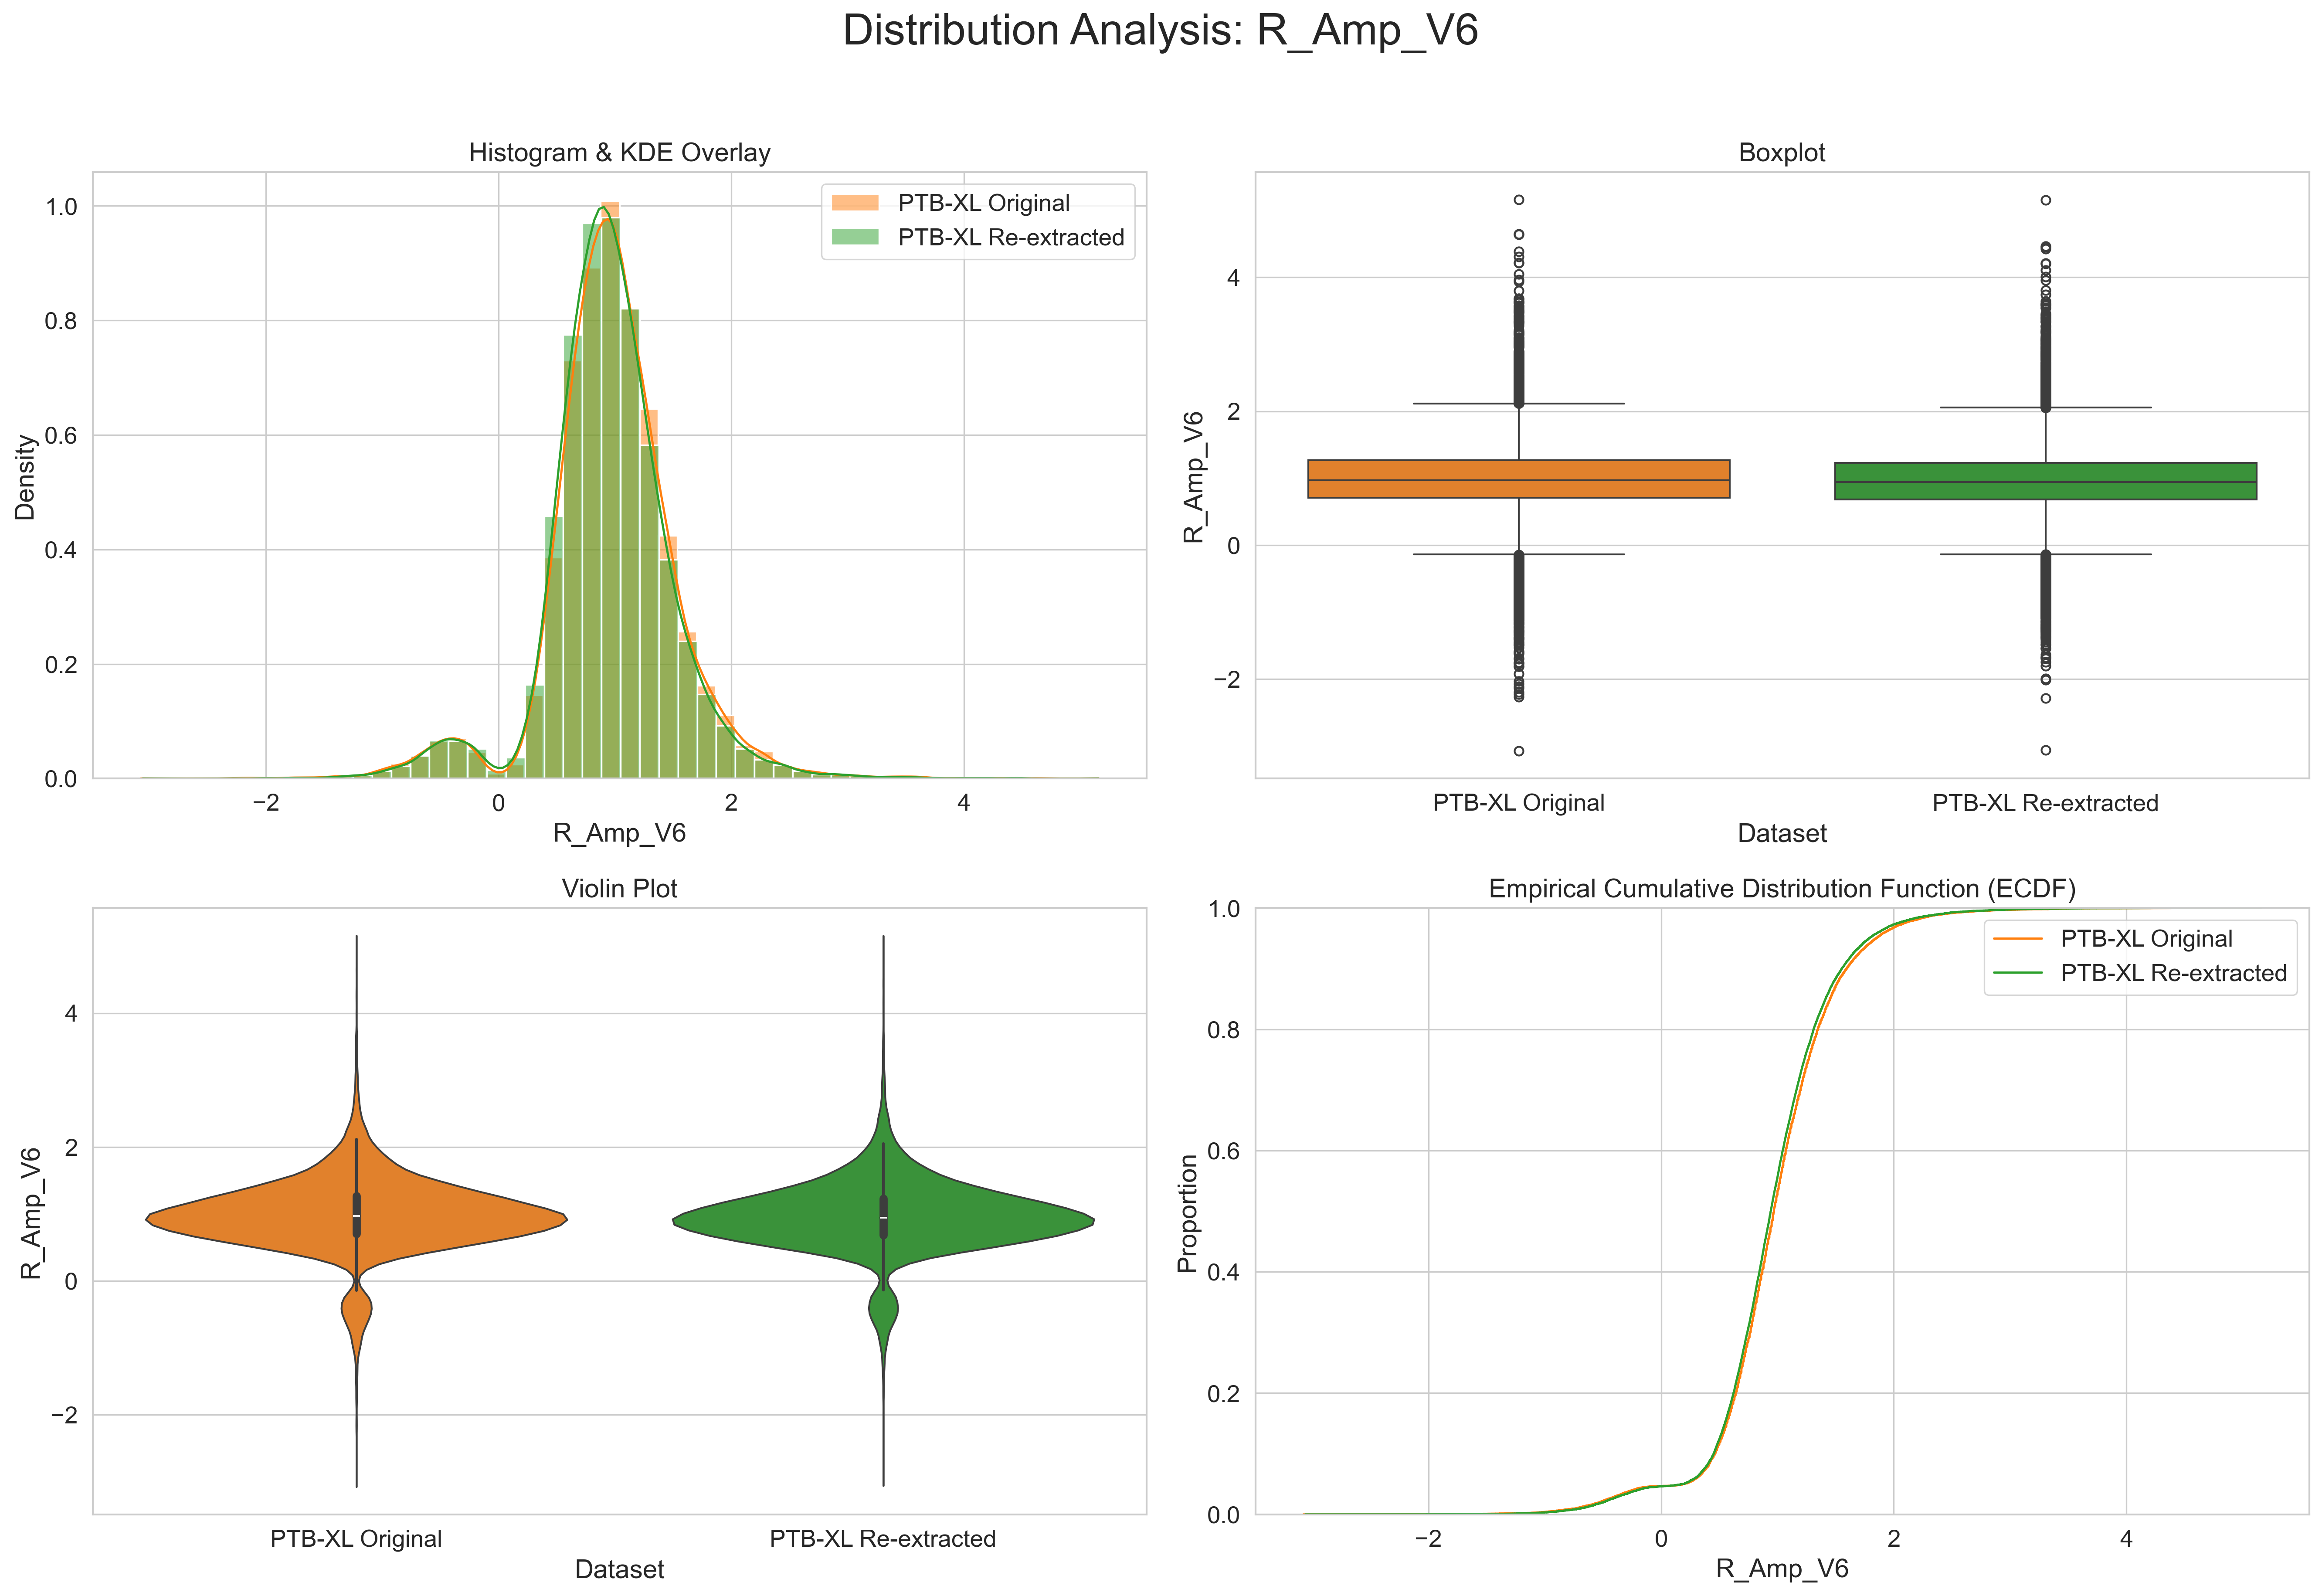 Distribution Analysis: R_Amp_V6
Histogram & KDE Overlay
PTB-XL Original
PTB-XL Re-extracted
1.0
0.8
0.6
0.4
0.2
0.0
Density
−2
0
2
4
R_Amp_V6
Boxplot
4
2
0
−2
R_Amp_V6
PTB-XL Original
PTB-XL Re-extracted
Dataset
Violin Plot
4
2
0
−2
R_Amp_V6
PTB-XL Original
PTB-XL Re-extracted
Dataset
Empirical Cumulative Distribution Function (ECDF)
PTB-XL Original
PTB-XL Re-extracted
1.0
0.8
0.6
0.4
0.2
0.0
Proportion
−2
0
2
4
R_Amp_V6